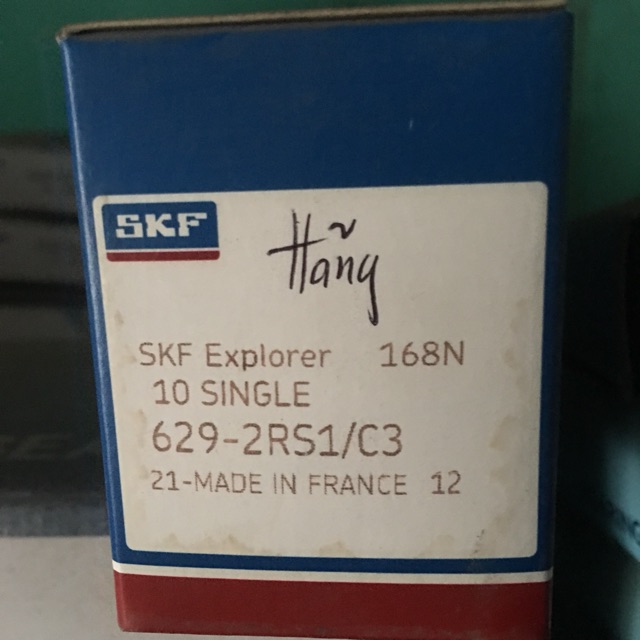 SKF
Hãng
SKF Explorer 168N
10 SINGLE
629-2RS1/C3
21-MADE IN FRANCE 12